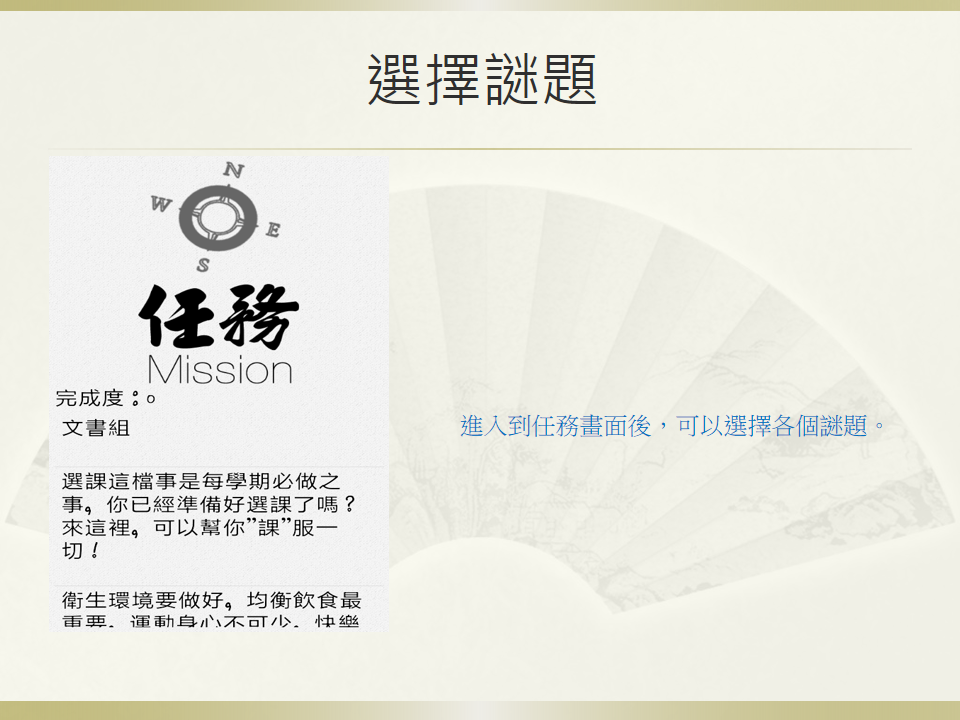 選擇謎題
N
W
E
S
任務
Mission
完成度：0
文書組
選課這檔事是每學期必做之
事，你已經準備好選課了嗎？
來這裡，可以幫你”課”服一
切！
衛生環境要做好，均衡飲食最
重要，運動身心不可少，快樂
進入到任務畫面後，可以選擇各個謎題。